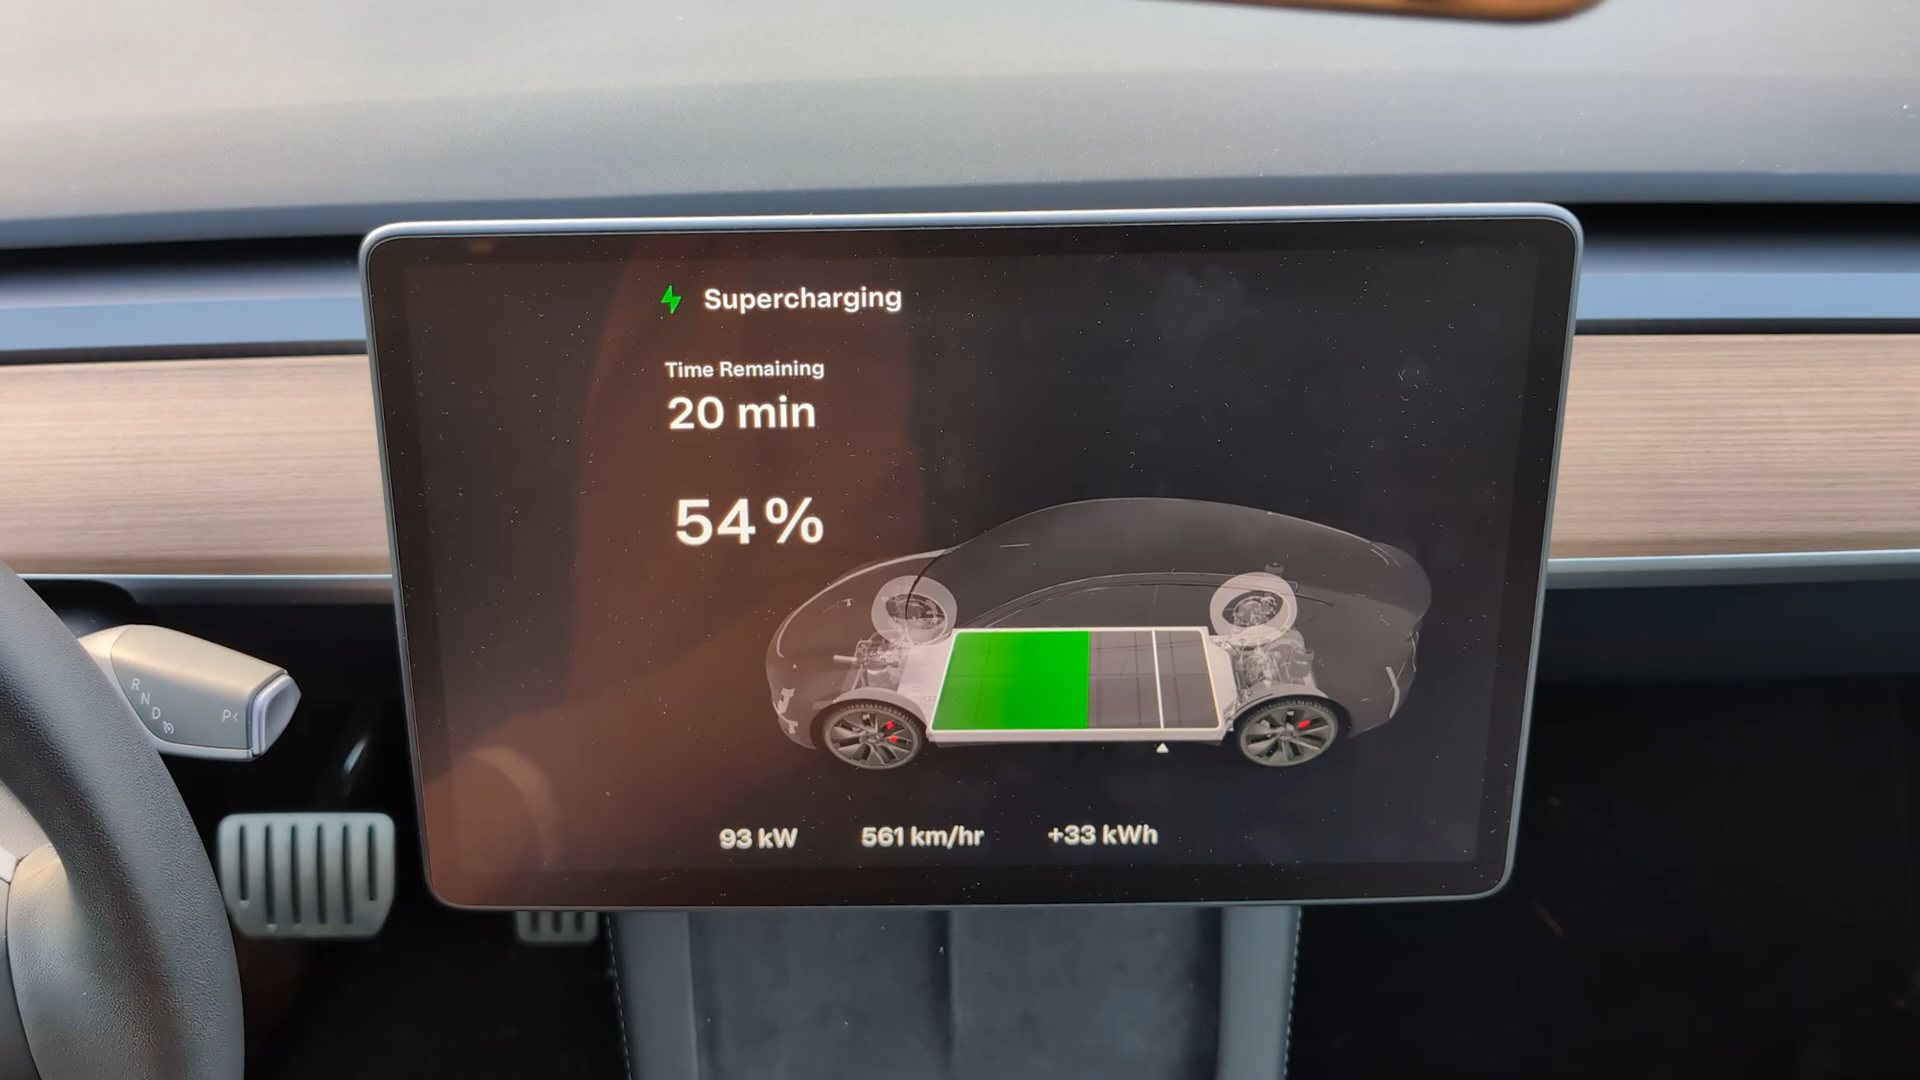 Supercharging
Time Remaining
20 min
54%
R
N
D
P<
93 kW
561 km/hr
+33 kWh